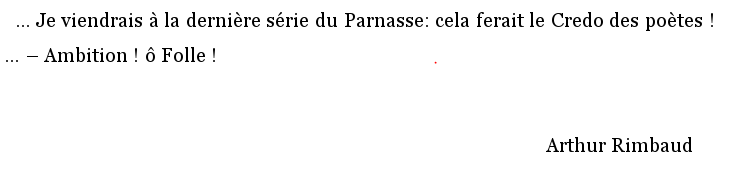 ... Je viendrais à la dernière série du Parnasse: cela ferait le Credo des poètes !
... – Ambition ! ô Folle !
Arthur Rimbaud